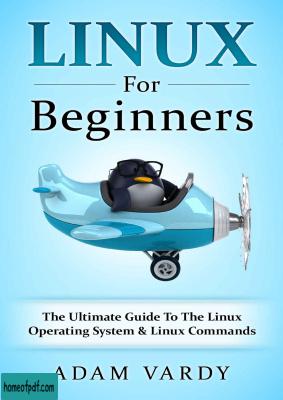 LINUX
For
Beginners
The Ultimate Guide To The Linux
Operating System & Linux Commands
ADAM VARDY
homeofpdf.com